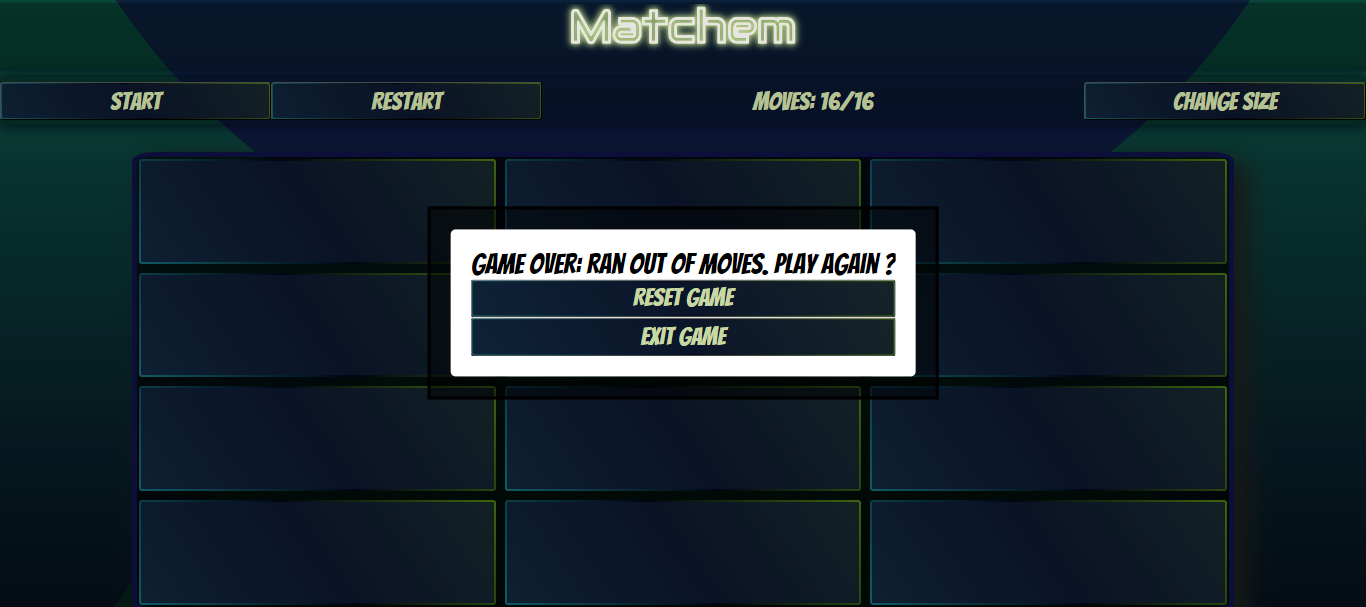 Matchem
START RESTART MOVES: 16/16 CHANGE SIZE
GAME OVER: RAN OUT OF MOVES. PLAY AGAIN ?
RESET GAME
EXIT GAME